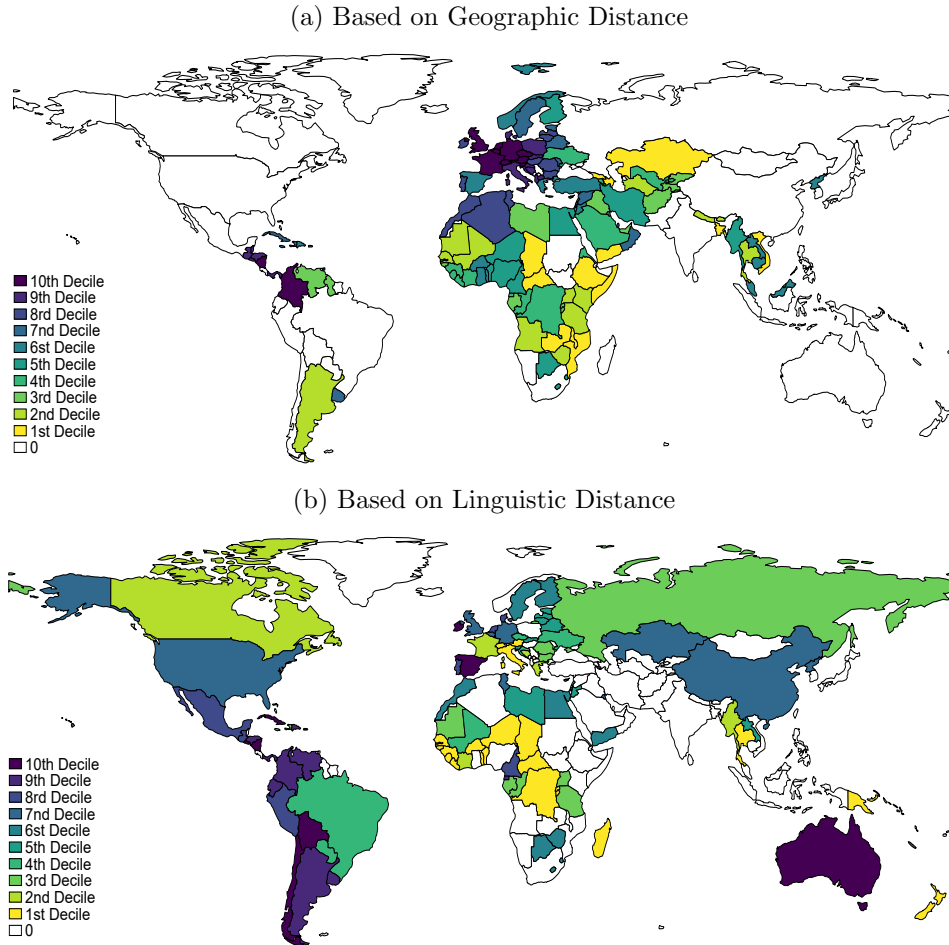 (a) Based on Geographic Distance
10th Decile
9th Decile
8rd Decile
7nd Decile
6st Decile
5th Decile
4th Decile
3rd Decile
2nd Decile
1st Decile
0
(b) Based on Linguistic Distance
10th Decile
9th Decile
8rd Decile
7nd Decile
6st Decile
5th Decile
4th Decile
3rd Decile
2nd Decile
1st Decile
0